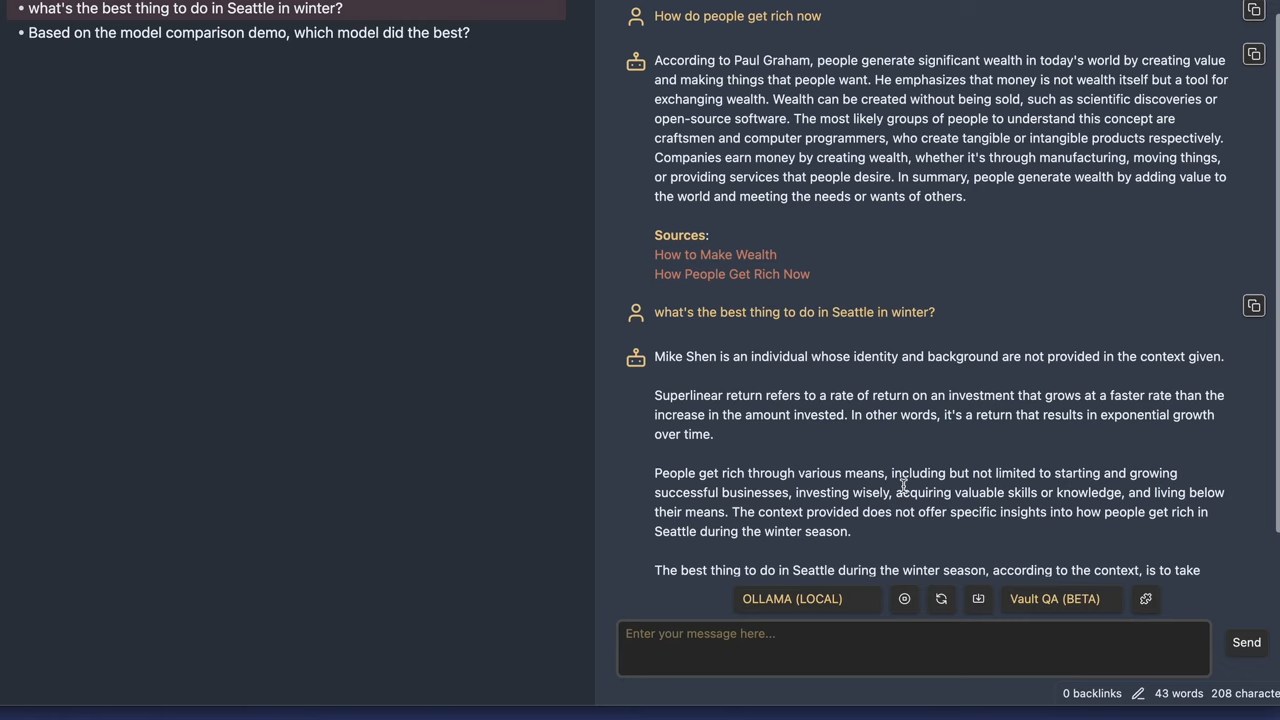 • what's the best thing to do in Seattle in winter?
• Based on the model comparison demo, which model did the best?
How do people get rich now
According to Paul Graham, people generate significant wealth in today's world by creating value
and making things that people want. He emphasizes that money is not wealth itself but a tool for
exchanging wealth. Wealth can be created without being sold, such as scientific discoveries or
open-source software. The most likely groups of people to understand this concept are
craftsmen and computer programmers, who create tangible or intangible products respectively.
Companies earn money by creating wealth, whether it's through manufacturing, moving things,
or providing services that people desire. In summary, people generate wealth by adding value to
the world and meeting the needs or wants of others.
Sources:
How to Make Wealth
How People Get Rich Now
what's the best thing to do in Seattle in winter?
Mike Shen is an individual whose identity and background are not provided in the context given.
Superlinear return refers to a rate of return on an investment that grows at a faster rate than the
increase in the amount invested. In other words, it's a return that results in exponential growth
over time.
People get rich through various means, including but not limited to starting and growing
successful businesses, investing wisely, acquiring valuable skills or knowledge, and living below
their means. The context provided does not offer specific insights into how people get rich in
Seattle during the winter season.
The best thing to do in Seattle during the winter season, according to the context, is to take
OLLAMA (LOCAL) Vault QA (BETA)
Enter your message here...
Send
0 backlinks 43 words 208 characte